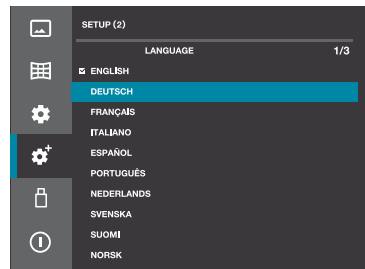 SETUP (2)
LANGUAGE 1/3
ENGLISH
DEUTSCH
FRANÇAIS
ITALIANO
ESPAÑOL
PORTUGUÊS
NEDERLANDS
SVENSKA
SUOMI
NORSK